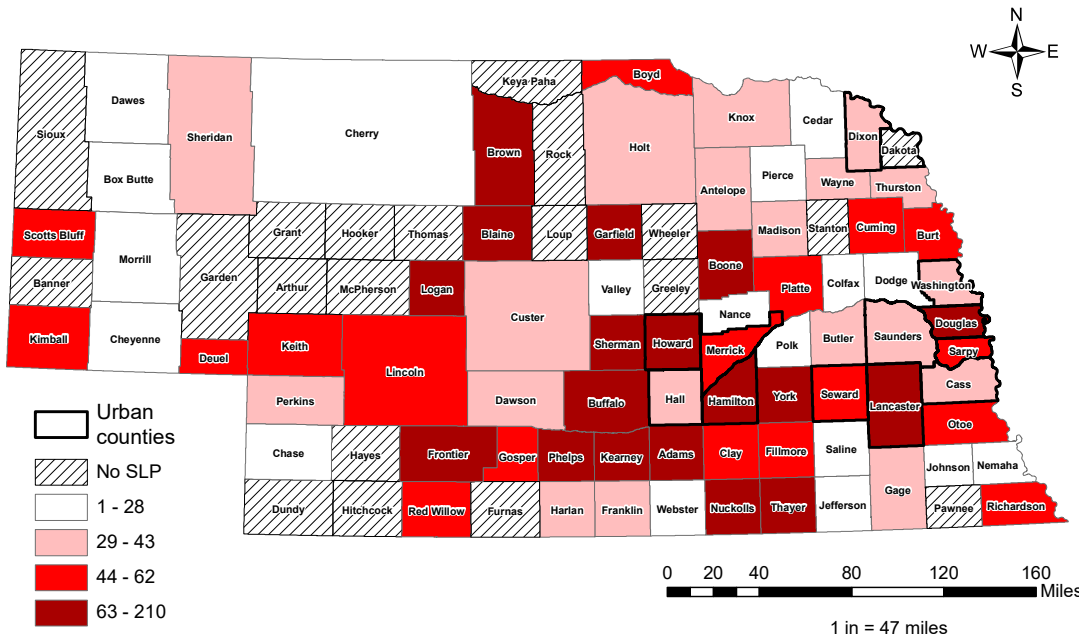 N
W E
S
Keya Paha
Boyd
Dawes
Knox
Cedar
Sioux
Sheridan
Cherry
Dixon
Dakota
Brown
Rock
Holt
Box Butte
Pierce
Antelope
Wayne
Thurston
Scotts Bluff
Grant
Hooker
Thomas
Blaine
Loup
Garfield
Wheeler
Madison
Stanton
Cuming
Burt
Morrill
Garden
Boone
Banner
Arthur
McPherson
Logan
Valley
Greeley
Platte
Colfax
Dodge
Washington
Custer
Nance
Kimball
Cheyenne
Deuel
Keith
Lincoln
Sherman
Howard
Merrick
Polk
Butler
Saunders
Douglas
Sarpy
Perkins
Dawson
Buffalo
Hall
Hamilton
York
Seward
Lancaster
Cass
Otoe
Chase
Hayes
Frontier
Gosper
Phelps
Kearney
Adams
Clay
Fillmore
Saline
Johnson
Nemaha
Dundy
Hitchcock
Red Willow
Furnas
Harlan
Franklin
Webster
Nuckolls
Thayer
Jefferson
Gage
Pawnee
Richardson
Urban
counties
No SLP
1 - 28
29 - 43
44 - 62
63 - 210
0 20 40 80 120 160
Miles
1 in = 47 miles